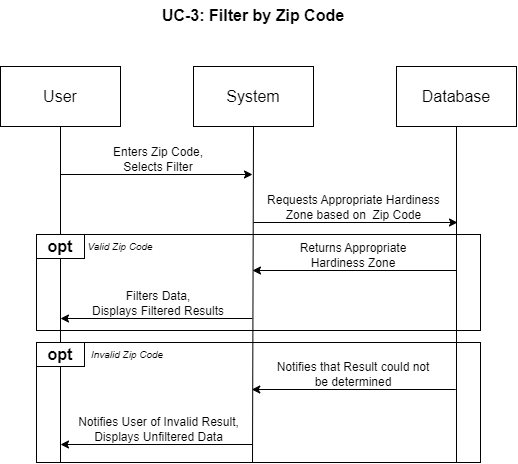 UC-3: Filter by Zip Code
User
System
Database
Enters Zip Code,
Selects Filter
Requests Appropriate Hardiness
Zone based on Zip Code
opt
Valid Zip Code
Returns Appropriate
Hardiness Zone
Filters Data,
Displays Filtered Results
opt
Invalid Zip Code
Notifies that Result could not
be determined
Notifies User of Invalid Result,
Displays Unfiltered Data